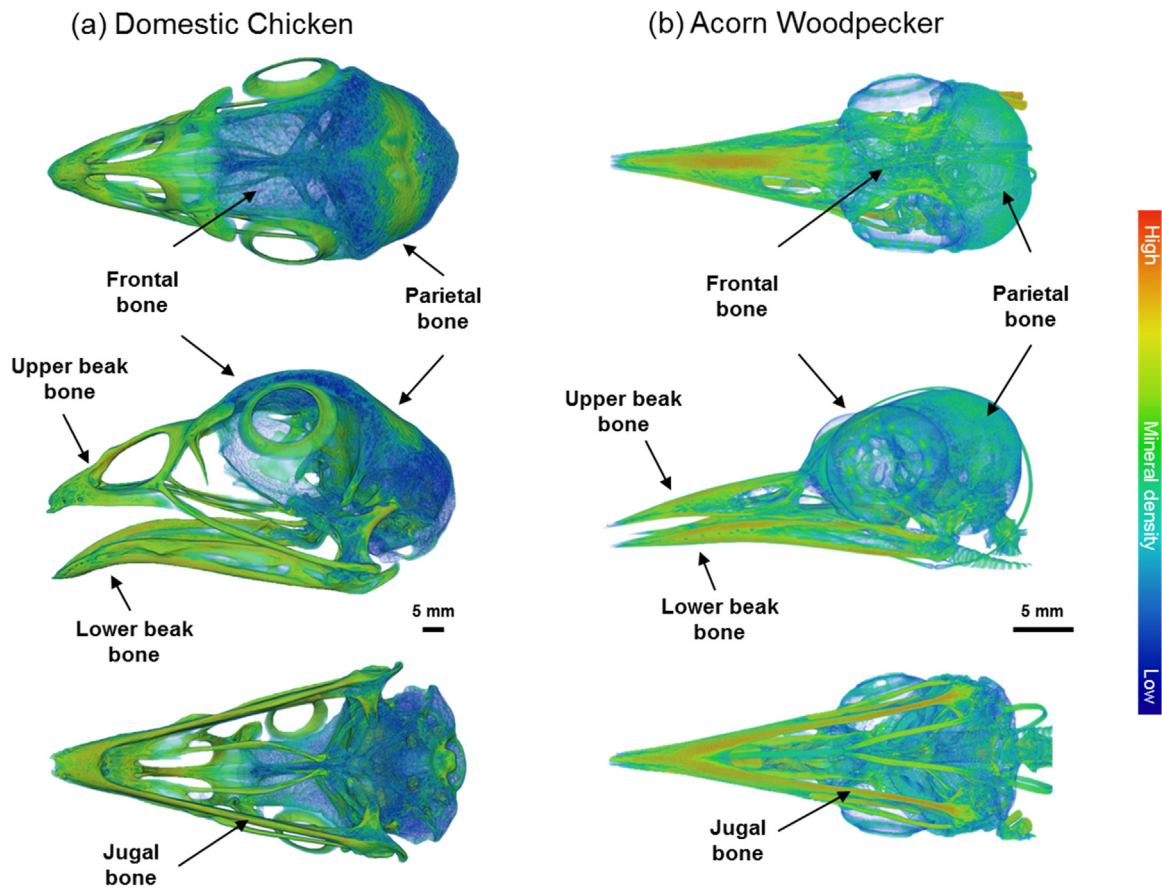 (a) Domestic Chicken
(b) Acorn Woodpecker
Frontal
bone
Parietal
bone
Frontal
bone
Parietal
bone
Upper beak
bone
Upper beak
bone
Lower beak
bone
5 mm
Lower beak
bone
5 mm
Jugal
bone
Jugal
bone
High
Mineral density
Low